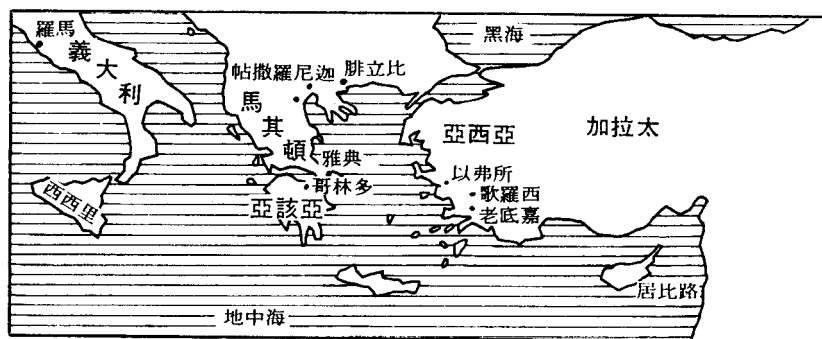 羅馬
義大利
西西里
帖撒羅尼迦
腓立比
馬其頓
雅典
哥林多
亞該亞
黑海
亞西亞
加拉太
以弗所
歌羅西
老底嘉
居比路
地中海